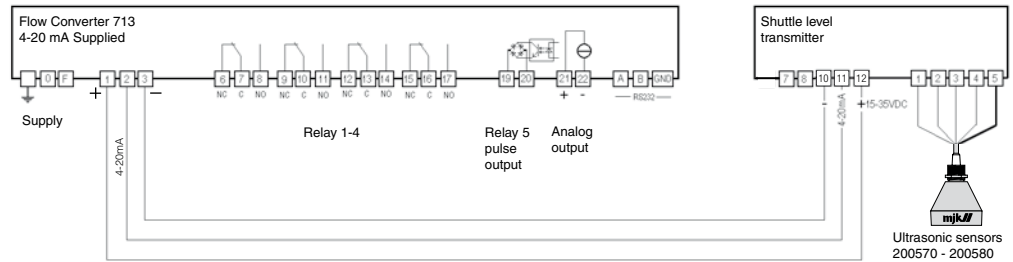 Flow Converter 713
4-20 mA Supplied
Shuttle level
transmitter
0 F 1 2 3 6 7 8 9 10 11 12 13 14 15 16 17 19 20 21 22 A B GND
7 8 10 11 12 1 2 3 4 5
+ –
NC C NO NC C NO NC C NO NC C NO
+ -
RS232
- 4-20mA +15-35VDC
Supply
4-20mA
Relay 1-4
Relay 5
pulse
output
Analog
output
mjk//
Ultrasonic sensors
200570 - 200580